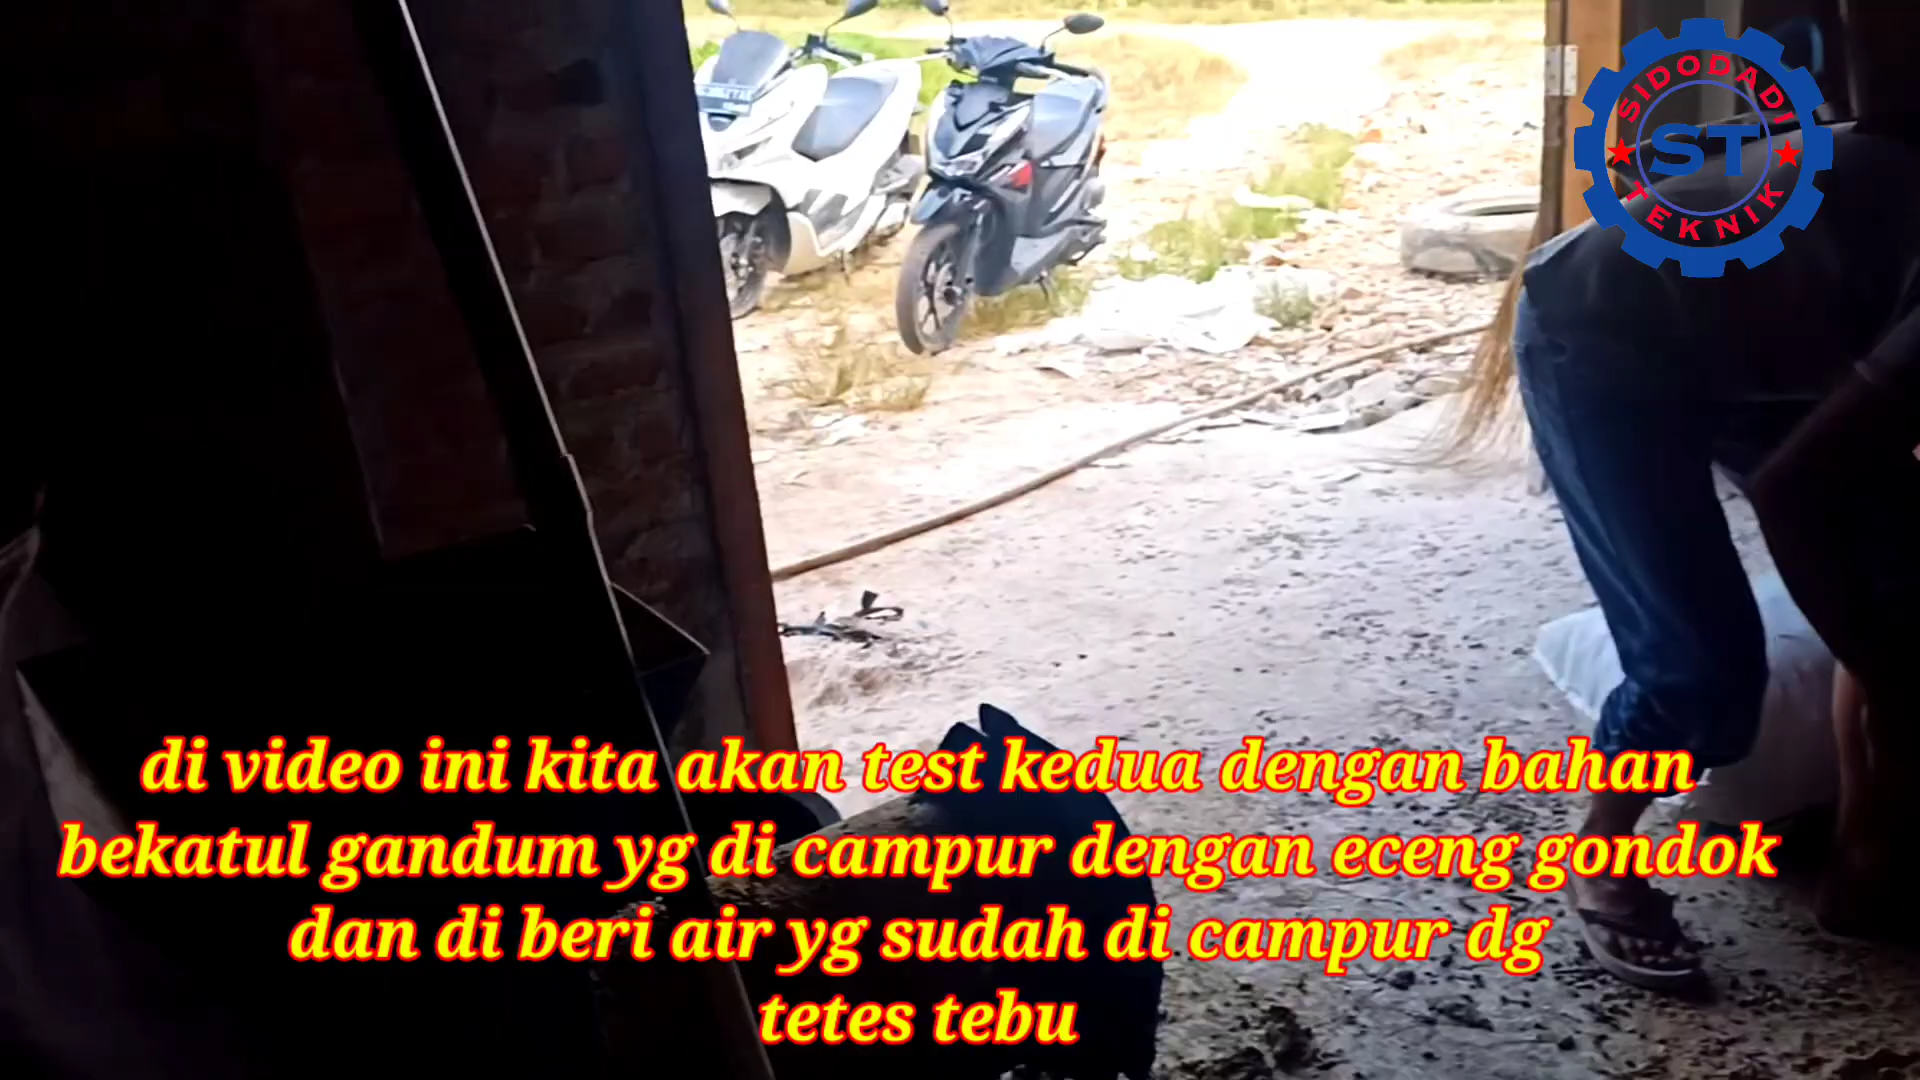 SIDODADI
ST
TEKNIK
di video ini kita akan test kedua dengan bahan
bekatul gandum yg di campur dengan eceng gondok
dan di beri air yg sudah di campur dg
tetes tebu